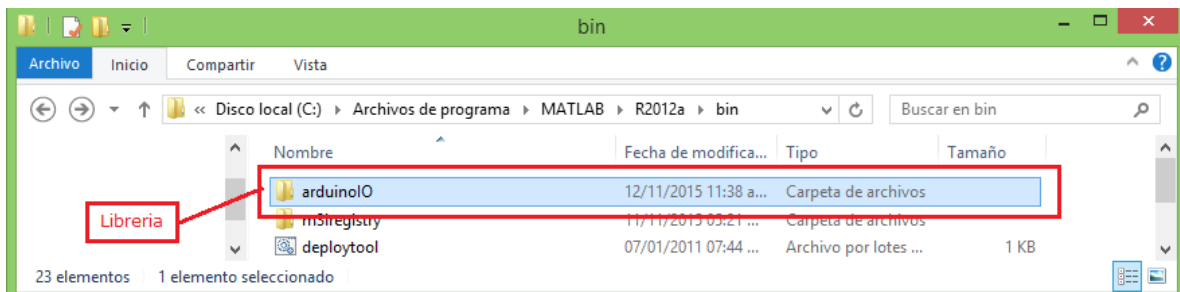 bin
Archivo Inicio Compartir Vista
« Disco local (C:) Archivos de programa MATLAB R2012a bin Buscar en bin
Nombre Fecha de modifica... Tipo Tamaño
arduinoIO 12/11/2015 11:38 a... Carpeta de archivos
Libreria
m3iregistry 11/11/2015 05:21 ... Carpeta de archivos
deploytool 07/01/2011 07:44 ... Archivo por lotes ... 1 KB
23 elementos 1 elemento seleccionado